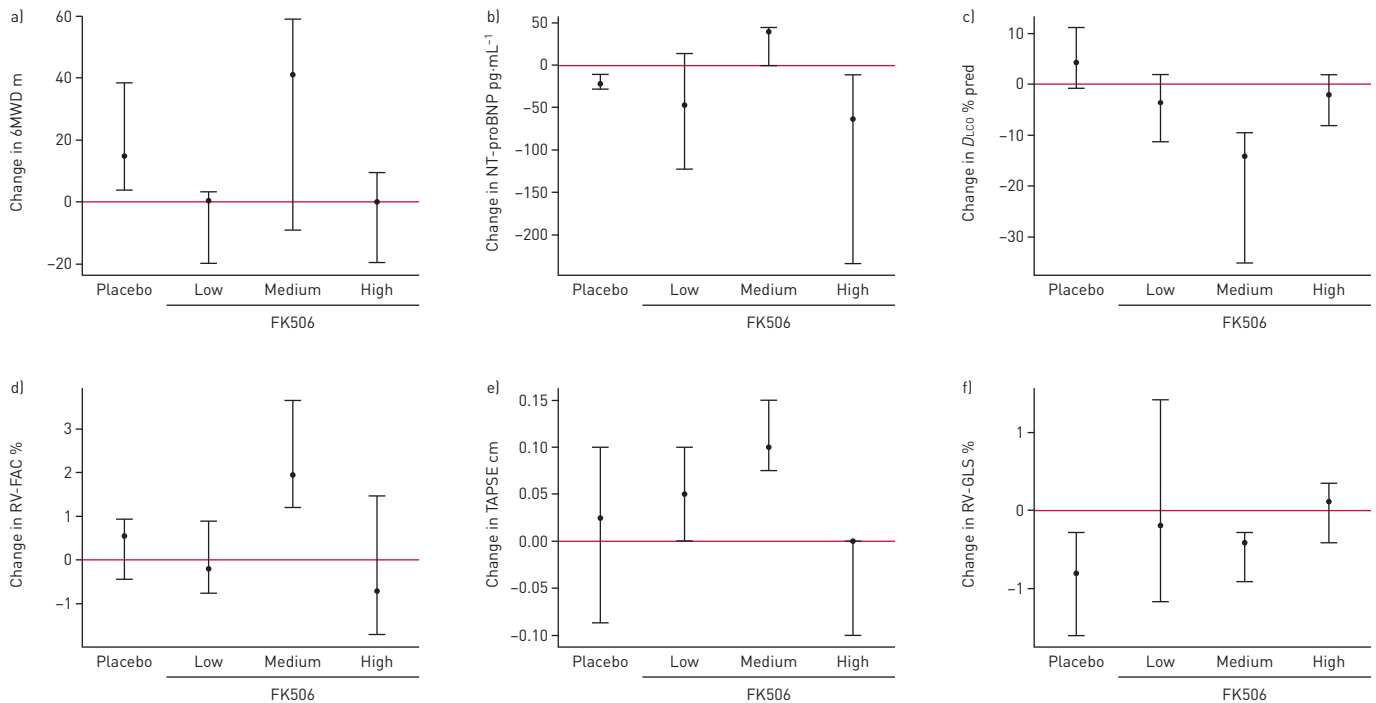 a)
Change in 6MWD m
60
40
20
0
–20
Placebo Low Medium High
FK506
b)
Change in NT-proBNP pg·mL⁻¹
50
0
–50
–100
–150
–200
Placebo Low Medium High
FK506
c)
Change in DLCO % pred
10
0
–10
–20
–30
Placebo Low Medium High
FK506
d)
Change in RV-FAC %
3
2
1
0
–1
Placebo Low Medium High
FK506
e)
Change in TAPSE cm
0.15
0.10
0.05
0.00
–0.05
–0.10
Placebo Low Medium High
FK506
f)
Change in RV-GLS %
1
0
–1
Placebo Low Medium High
FK506